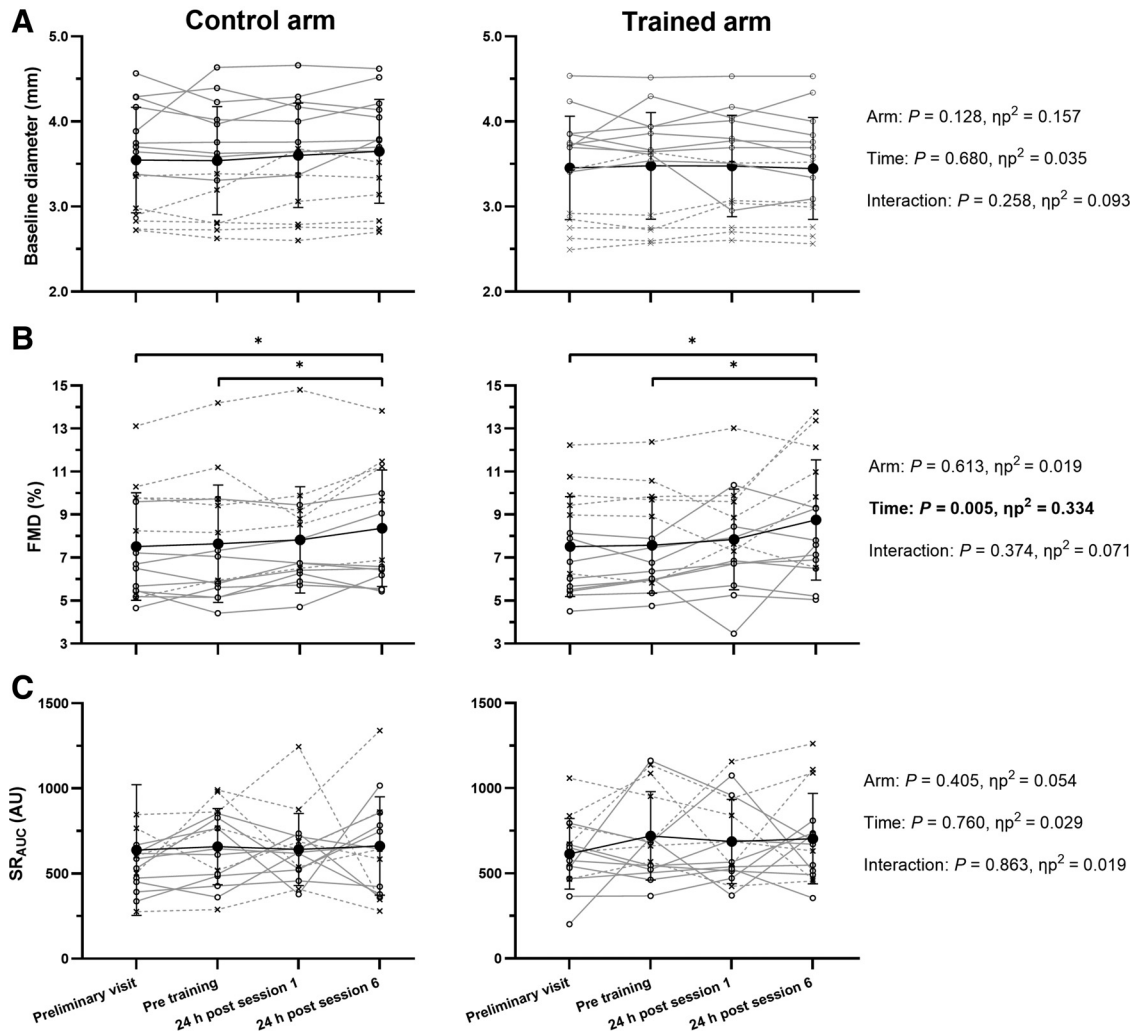 A
Control arm
Trained arm
Baseline diameter (mm)
5.0
4.0
3.0
2.0
5.0
4.0
3.0
2.0
Arm: P = 0.128, ηp² = 0.157
Time: P = 0.680, ηp² = 0.035
Interaction: P = 0.258, ηp² = 0.093
B
*
*
*
*
FMD (%)
15
13
11
9
7
5
3
15
13
11
9
7
5
3
Arm: P = 0.613, ηp² = 0.019
Time: P = 0.005, ηp² = 0.334
Interaction: P = 0.374, ηp² = 0.071
C
SR_AUC (AU)
1500
1000
500
0
1500
1000
500
0
Arm: P = 0.405, ηp² = 0.054
Time: P = 0.760, ηp² = 0.029
Interaction: P = 0.863, ηp² = 0.019
Preliminary visit
Pre training
24 h post session 1
24 h post session 6
Preliminary visit
Pre training
24 h post session 1
24 h post session 6